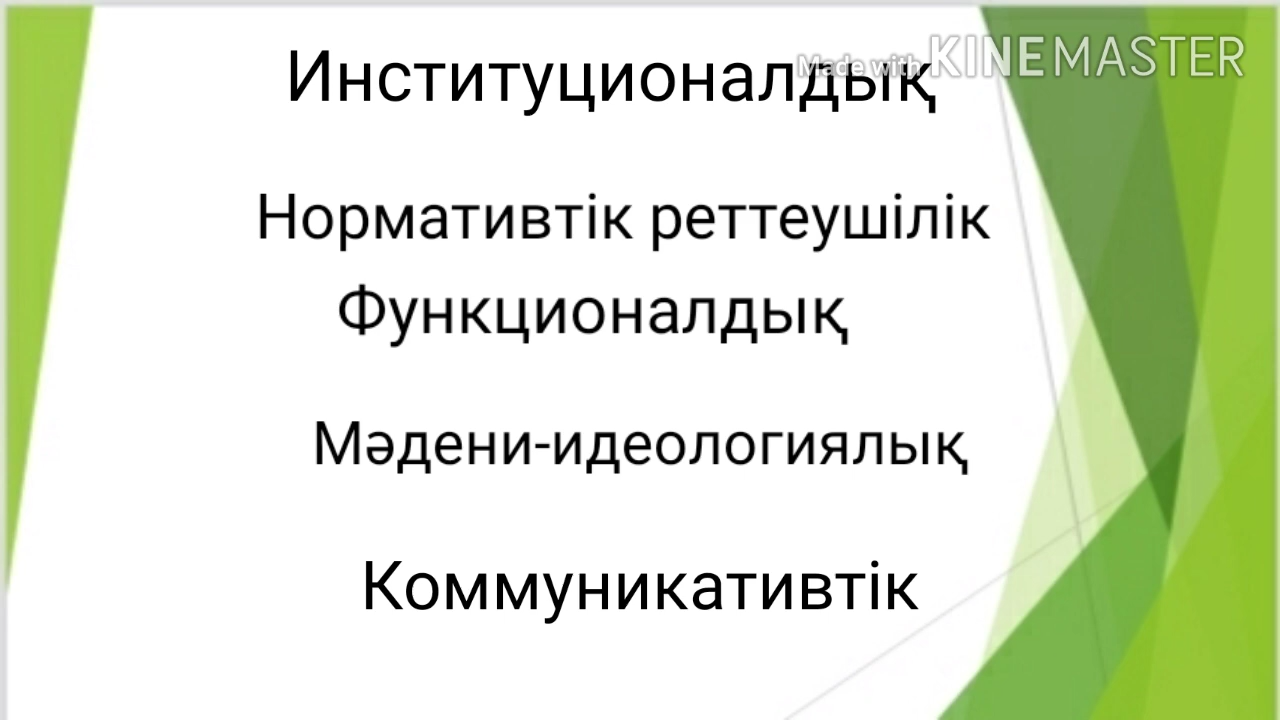 Made with KINEMASTER
Институционалдық
Нормативтік реттеушілік
Функционалдық
Мәдени-идеологиялық
Коммуникативтік